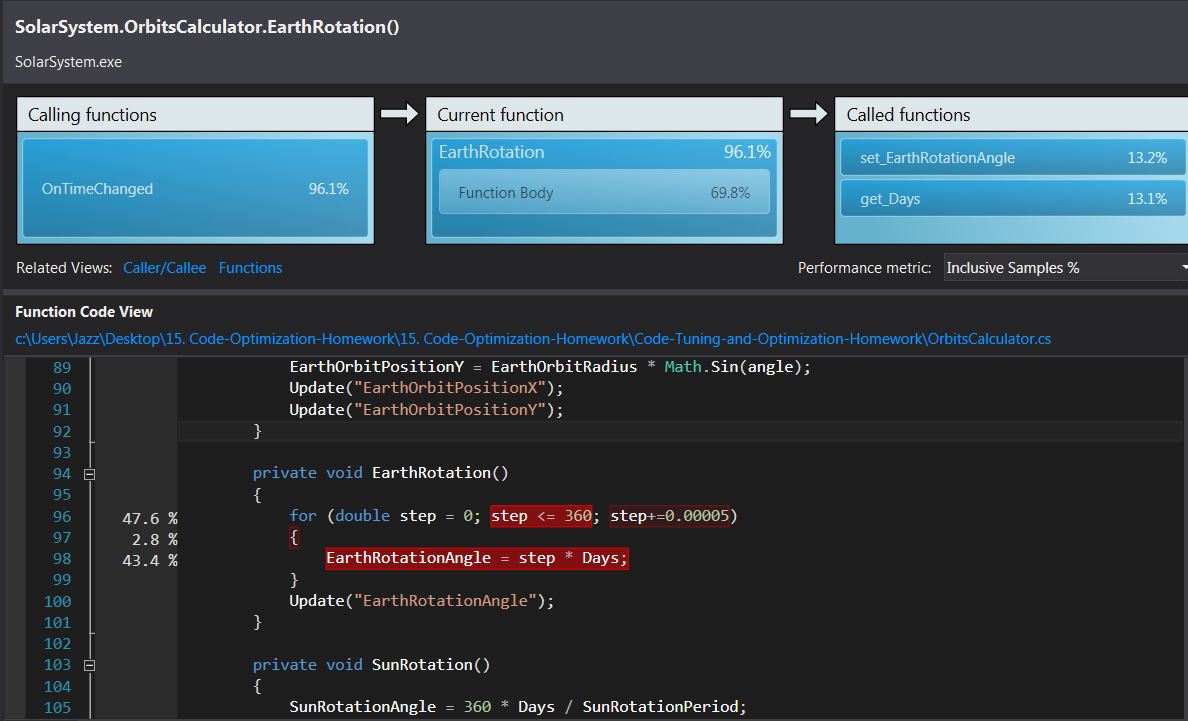 SolarSystem.OrbitsCalculator.EarthRotation()
SolarSystem.exe
Calling functions
OnTimeChanged 96.1%
Current function
EarthRotation 96.1%
Function Body 69.8%
Called functions
set_EarthRotationAngle 13.2%
get_Days 13.1%
Related Views: Caller/Callee Functions
Performance metric: Inclusive Samples %
Function Code View
c:\Users\Jazz\Desktop\15. Code-Optimization-Homework\15. Code-Optimization-Homework\Code-Tuning-and-Optimization-Homework\OrbitsCalculator.cs
89 EarthOrbitPositionY = EarthOrbitRadius * Math.Sin(angle);
90 Update("EarthOrbitPositionX");
91 Update("EarthOrbitPositionY");
92 }
93
94 private void EarthRotation()
95 {
96 47.6 % for (double step = 0; step <= 360; step+=0.00005)
97 2.8 % {
98 43.4 % EarthRotationAngle = step * Days;
99 }
100 Update("EarthRotationAngle");
101 }
102
103 private void SunRotation()
104 {
105 SunRotationAngle = 360 * Days / SunRotationPeriod;